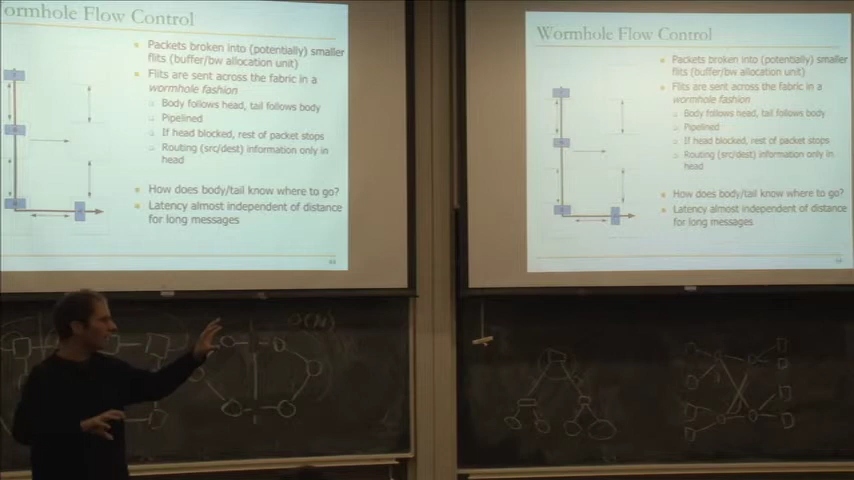 ormhole Flow Control
Packets broken into (potentially) smaller
flits (buffer/bw allocation unit)
Flits are sent across the fabric in a
wormhole fashion
Body follows head, tail follows body
Pipelined
If head blocked, rest of packet stops
Routing (src/dest) information only in
head
How does body/tail know where to go?
Latency almost independent of distance
for long messages
Wormhole Flow Control
Packets broken into (potentially) smaller
flits (buffer/bw allocation unit)
Flits are sent across the fabric in a
wormhole fashion
Body follows head, tail follows body
Pipelined
If head blocked, rest of packet stops
Routing (src/dest) information only in
head
How does body/tail know where to go?
Latency almost independent of distance
for long messages